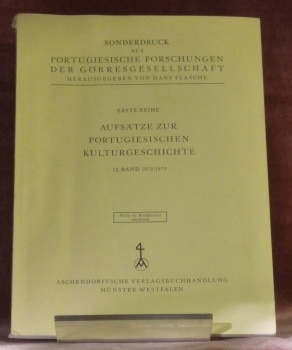 SONDERDRUCK
AUS
PORTUGIESISCHE FORSCHUNGEN
DER GÖRRESGESELLSCHAFT
HERAUSGEGEBEN VON HANS FLASCHE
ERSTE REIHE
AUFSÄTZE ZUR
PORTUGIESISCHEN
KULTURGESCHICHTE
ASCHENDORFFSCHE VERLAGSBUCHHANDLUNG
MÜNSTER WESTFALEN